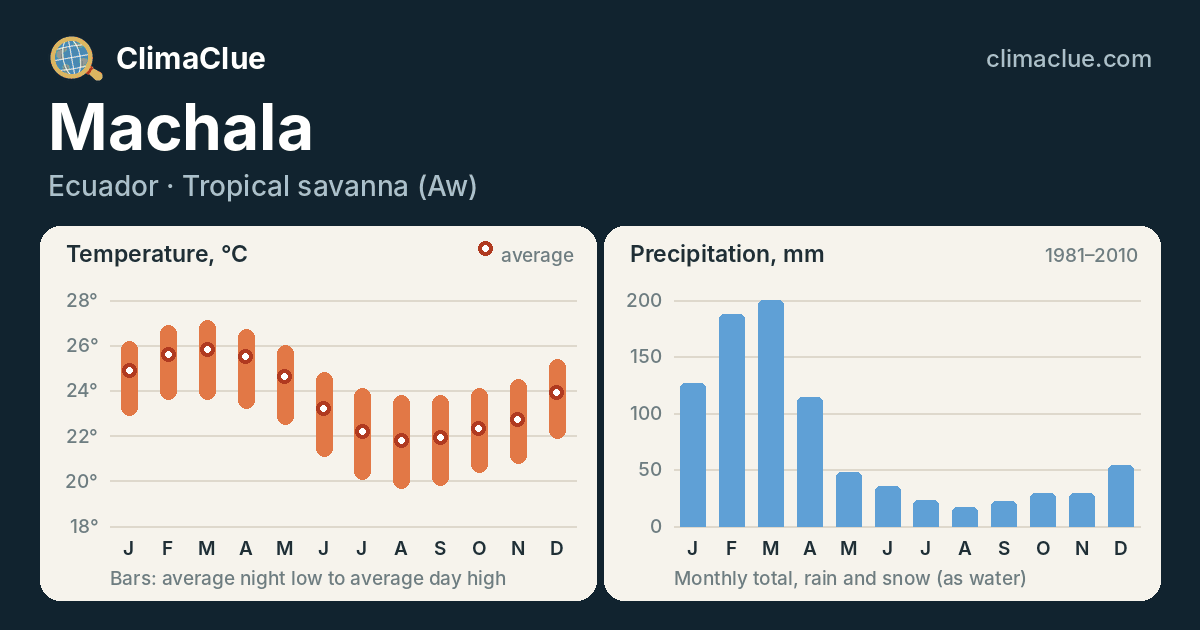 ClimaClue
climaclue.com
Machala
Ecuador · Tropical savanna (Aw)
Temperature, °C
average
28°
26°
24°
22°
20°
18°
J F M A M J J A S O N D
Bars: average night low to average day high
Precipitation, mm
1981–2010
200
150
100
50
0
J F M A M J J A S O N D
Monthly total, rain and snow (as water)